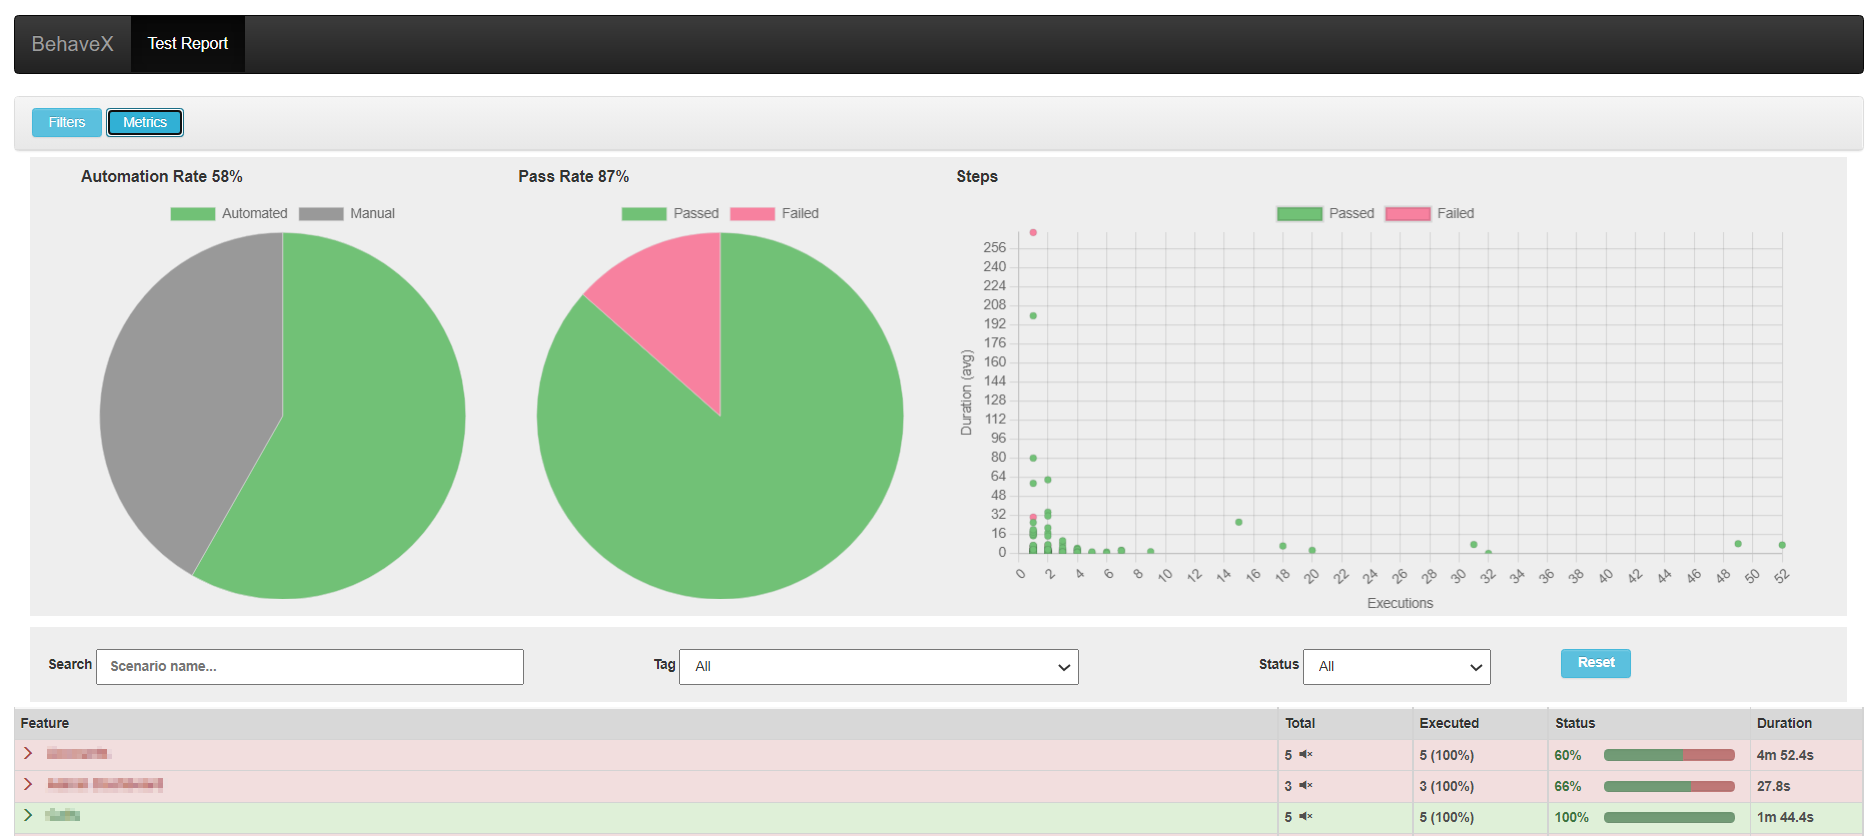 BehaveX Test Report
Filters Metrics
Automation Rate 58%
Automated Manual
Pass Rate 87%
Passed Failed
Steps
Passed Failed
Duration (avg)
256
240
224
208
192
176
160
144
128
112
96
80
64
48
32
16
0
0 2 4 6 8 10 12 14 16 18 20 22 24 26 28 30 32 34 36 38 40 42 44 46 48 50 52
Executions
Search Scenario name... Tag All Status All Reset
Feature Total Executed Status Duration
5 5 (100%) 60% 4m 52.4s
3 3 (100%) 66% 27.8s
5 5 (100%) 100% 1m 44.4s